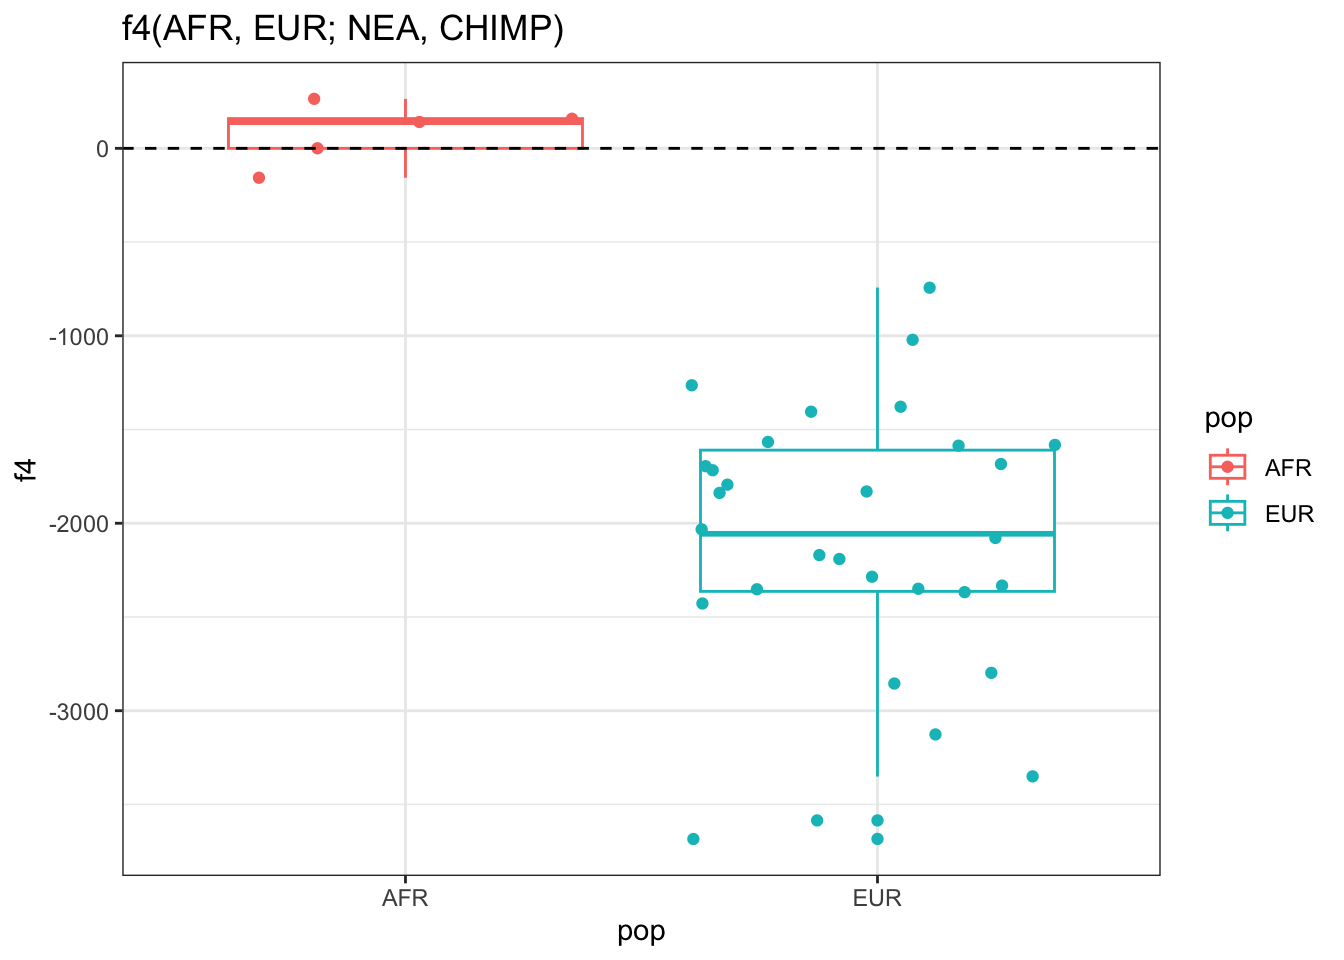 f4(AFR, EUR; NEA, CHIMP)
0
-1000
-2000
-3000
f4
AFR
EUR
pop
pop
AFR
EUR